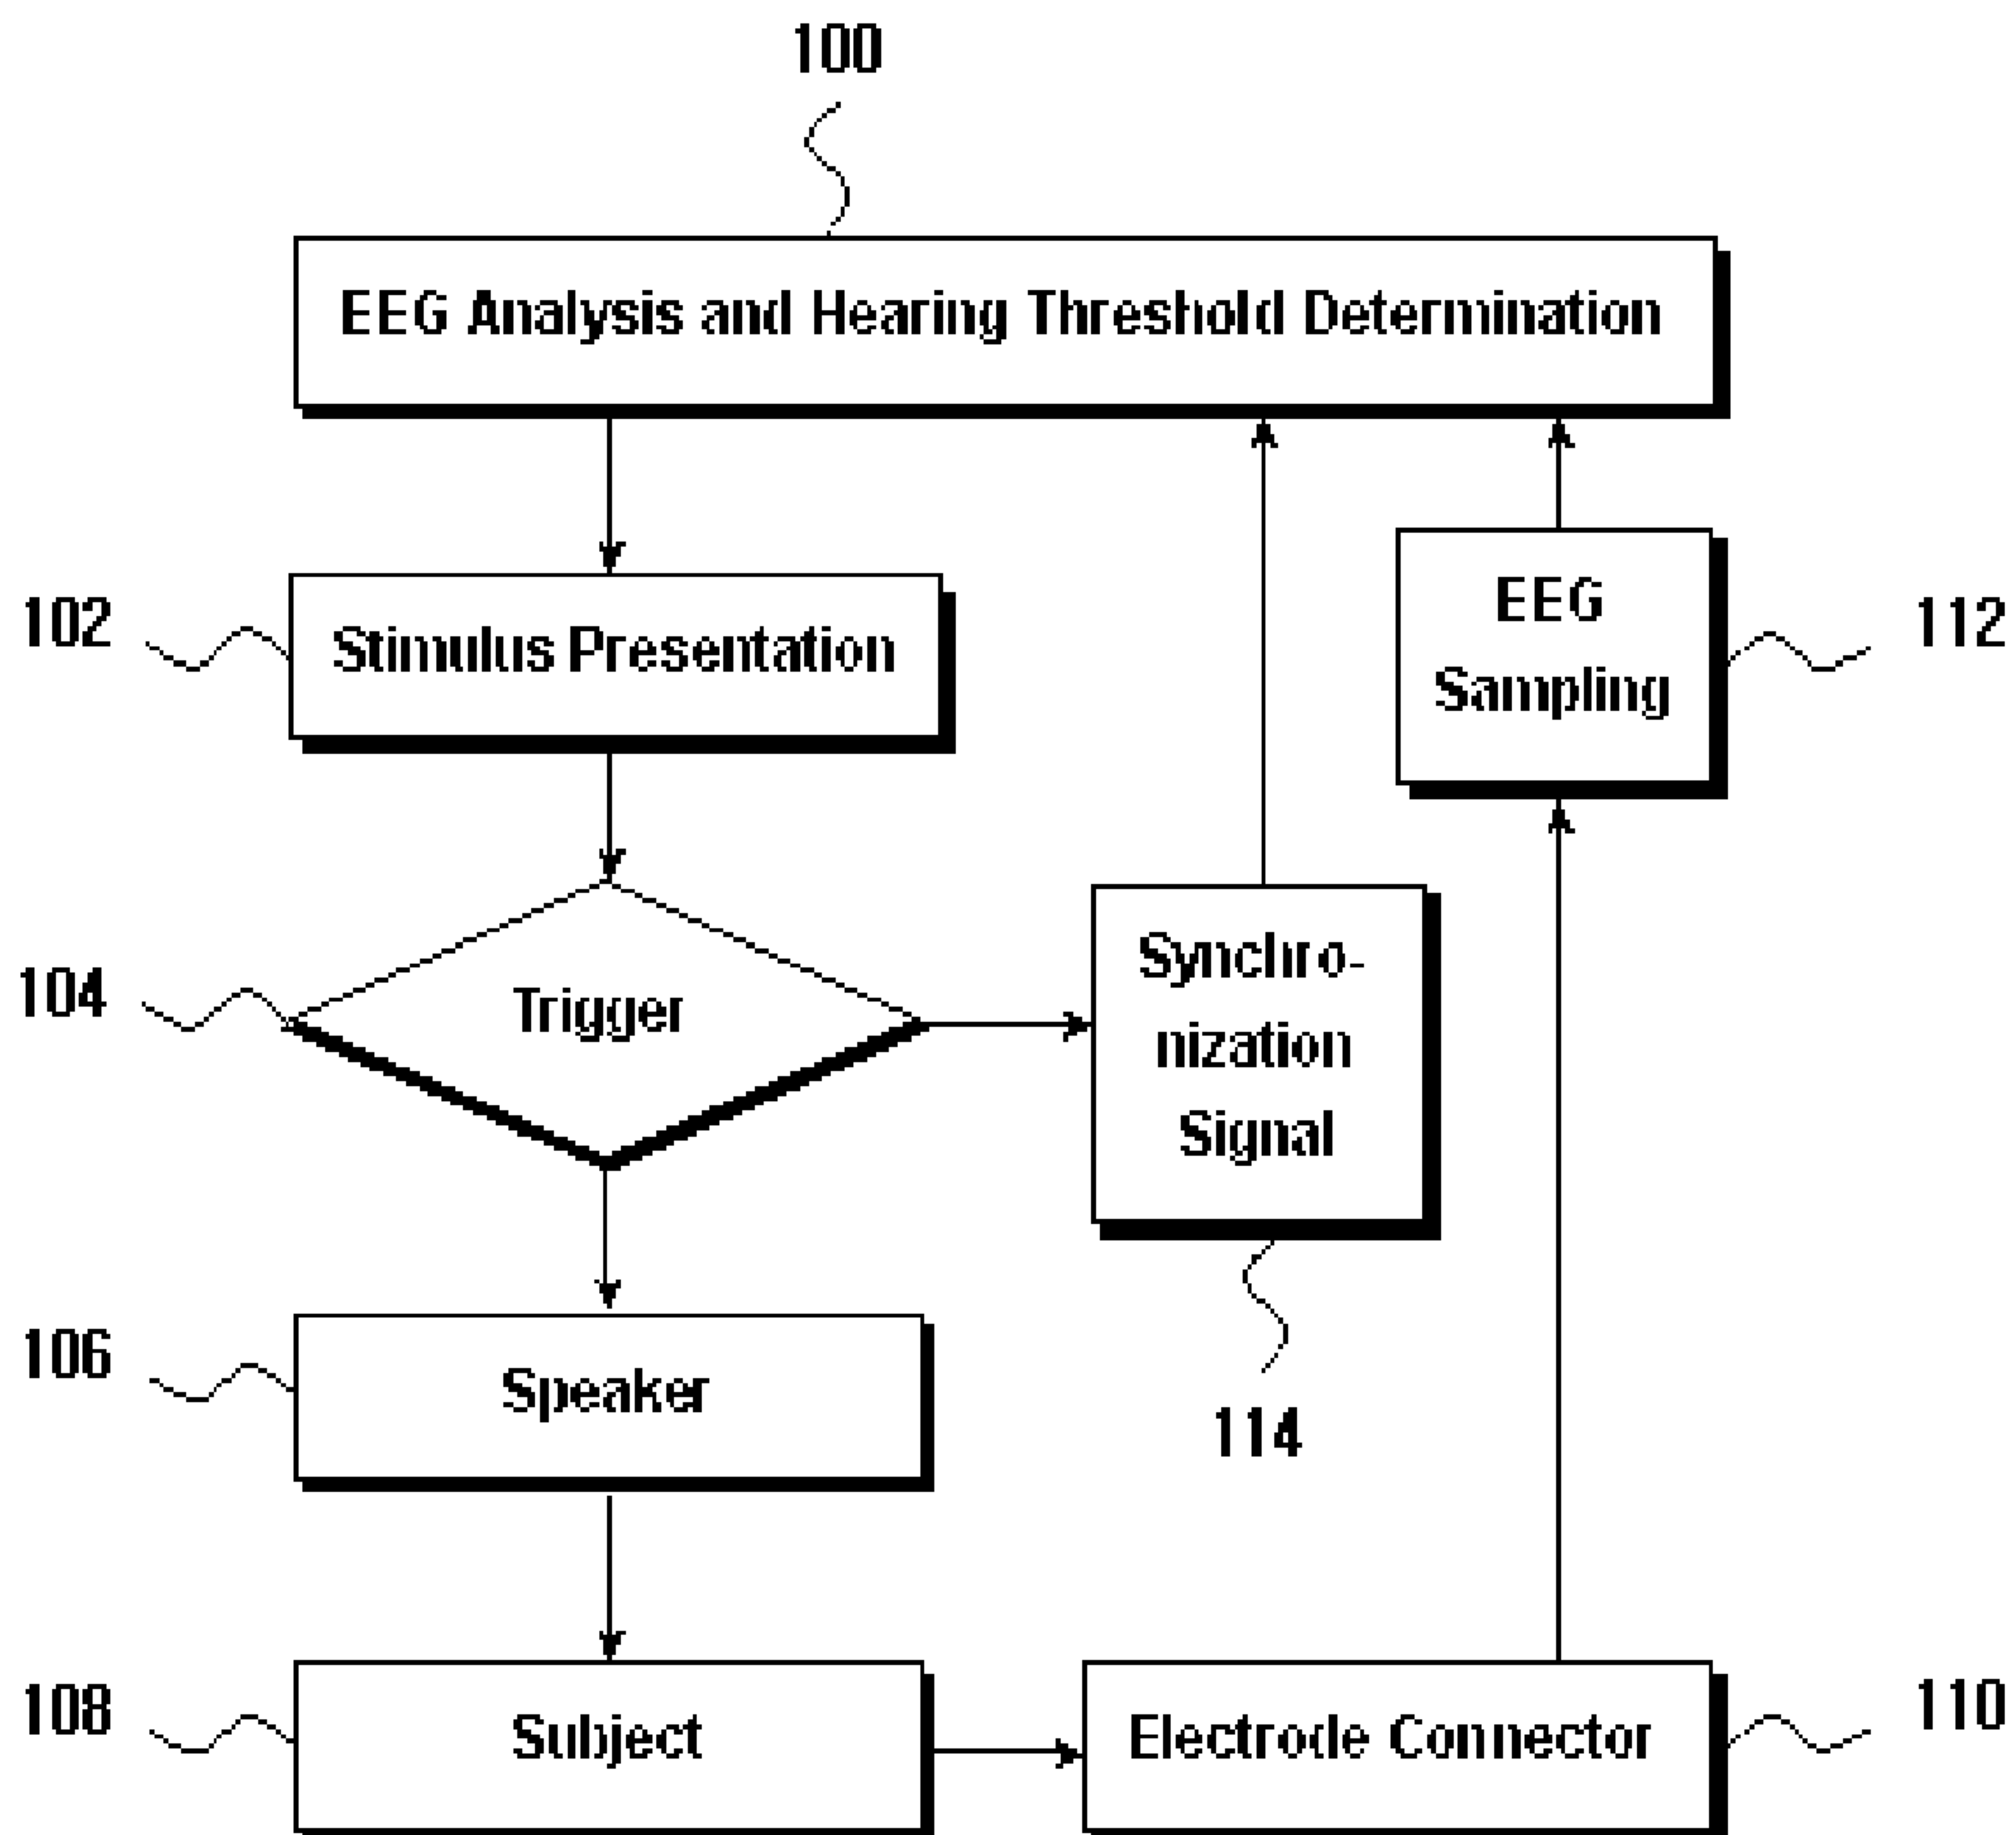 100
EEG Analysis and Hearing Threshold Determination
102
Stimulus Presentation
EEG
Sampling
112
104
Trigger
Synchro-
nization
Signal
106
Speaker
114
108
Subject
Electrode Connector
110